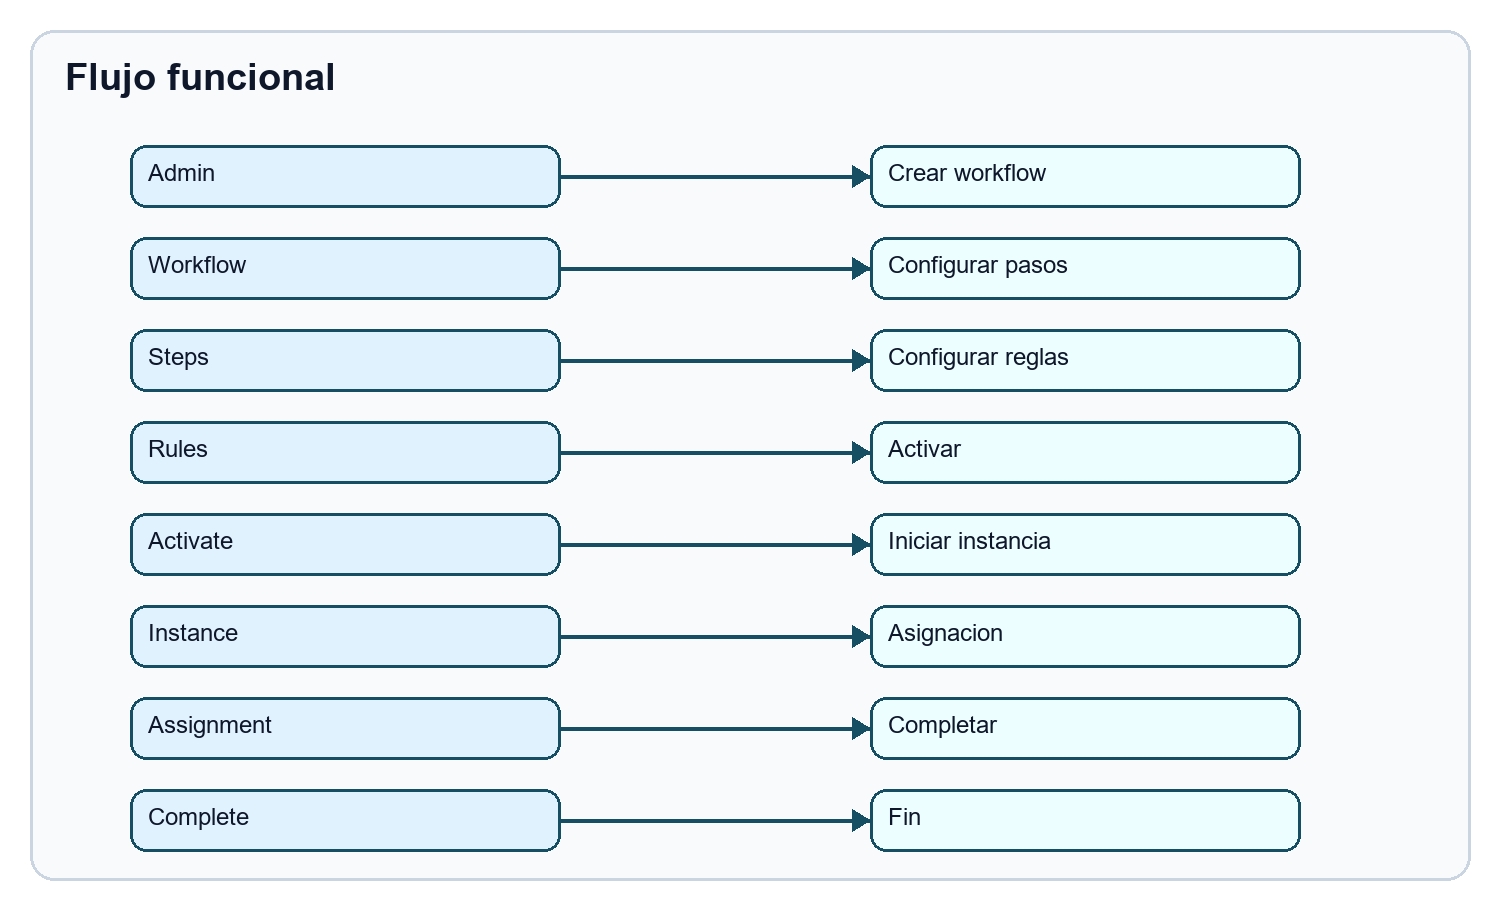 Flujo funcional
Admin
Crear workflow
Workflow
Configurar pasos
Steps
Configurar reglas
Rules
Activar
Activate
Iniciar instancia
Instance
Asignacion
Assignment
Completar
Complete
Fin